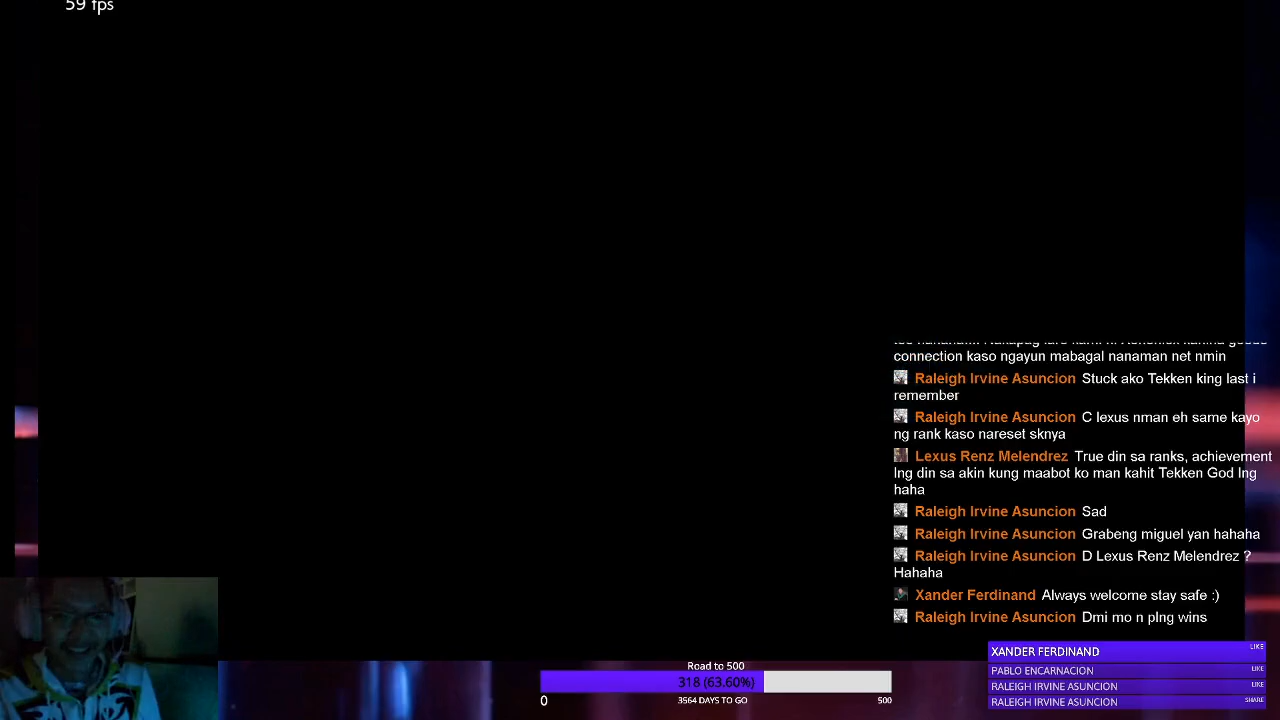 59 fps
connection kaso ngayun mabagal nanaman net nmin
Raleigh Irvine Asuncion Stuck ako Tekken king last i
remember
Raleigh Irvine Asuncion C lexus nman eh same kayo
ng rank kaso nareset sknya
Lexus Renz Melendrez True din sa ranks, achievement
lng din sa akin kung maabot ko man kahit Tekken God lng
haha
Raleigh Irvine Asuncion Sad
Raleigh Irvine Asuncion Grabeng miguel yan hahaha
Raleigh Irvine Asuncion D Lexus Renz Melendrez ?
Hahaha
Xander Ferdinand Always welcome stay safe :)
Raleigh Irvine Asuncion Dmi mo n plng wins
XANDER FERDINAND LIKE
PABLO ENCARNACION LIKE
RALEIGH IRVINE ASUNCION LIKE
RALEIGH IRVINE ASUNCION SHARE
Road to 500
318 (63.60%)
0 3564 DAYS TO GO 500